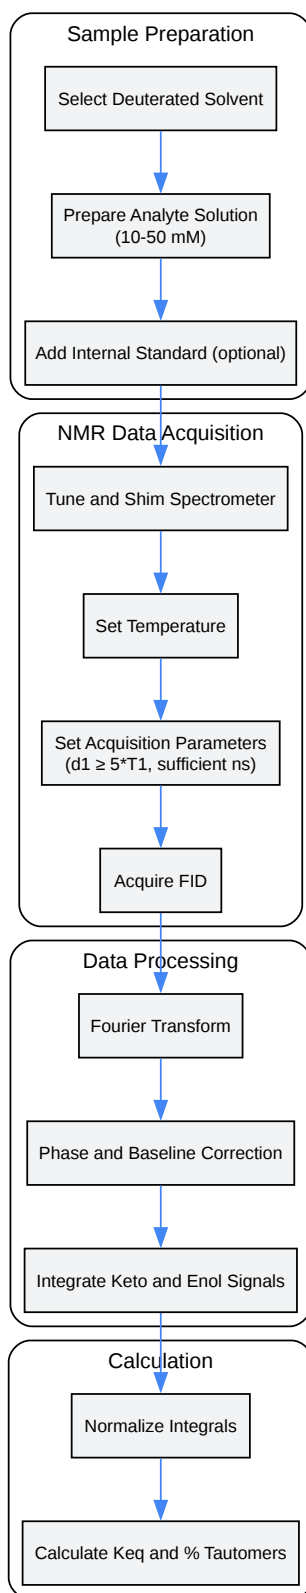 Sample Preparation
Select Deuterated Solvent
Prepare Analyte Solution
(10-50 mM)
Add Internal Standard (optional)
NMR Data Acquisition
Tune and Shim Spectrometer
Set Temperature
Set Acquisition Parameters
(d1 ≥ 5*T1, sufficient ns)
Acquire FID
Data Processing
Fourier Transform
Phase and Baseline Correction
Integrate Keto and Enol Signals
Calculation
Normalize Integrals
Calculate Keq and % Tautomers